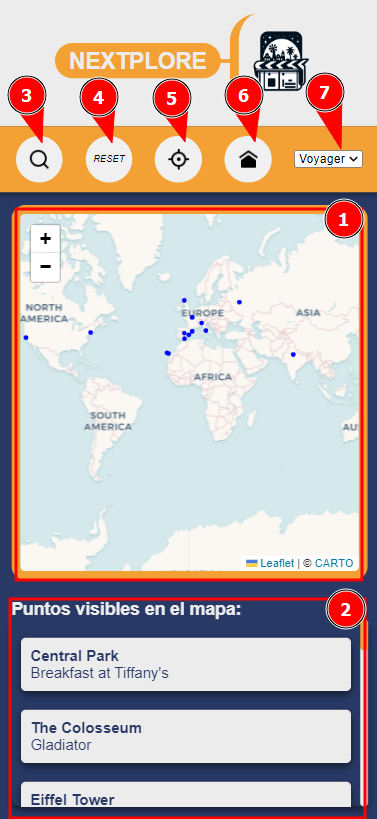 NEXTPLORE
3
4
5
6
7
RESET
Voyager
1
+
−
NORTH
AMERICA
EUROPE
ASIA
AFRICA
SOUTH
AMERICA
AU
Leaflet | © CARTO
Puntos visibles en el mapa:
2
Central Park
Breakfast at Tiffany's
The Colosseum
Gladiator
Eiffel Tower